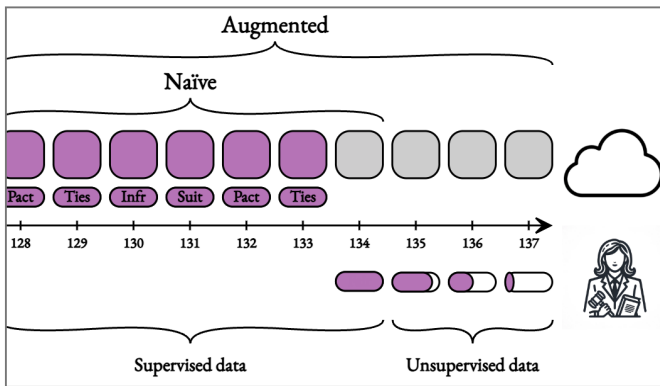 Augmented
Naïve
Pact Ties Infr Suit Pact Ties
128 129 130 131 132 133 134 135 136 137
Supervised data Unsupervised data